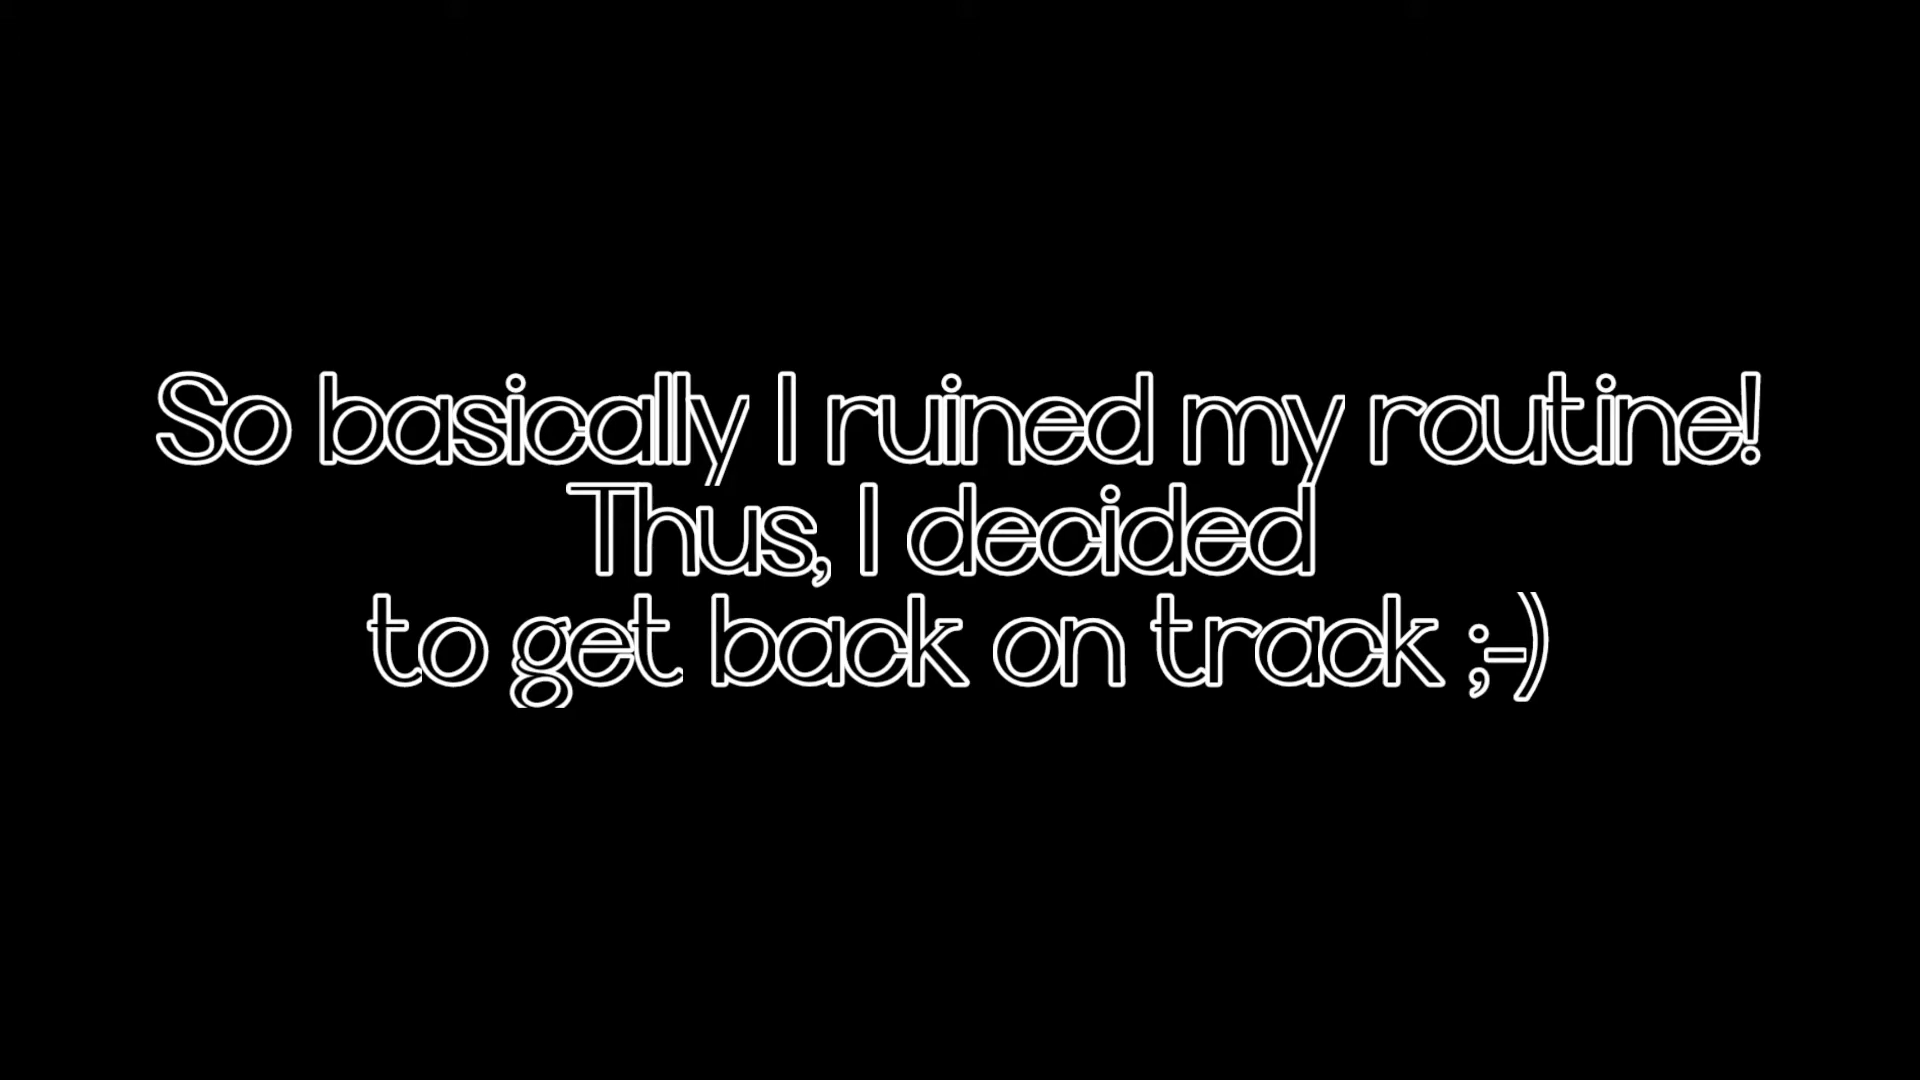 So basically I ruined my routine!
Thus, I decided
to get back on track ;-)